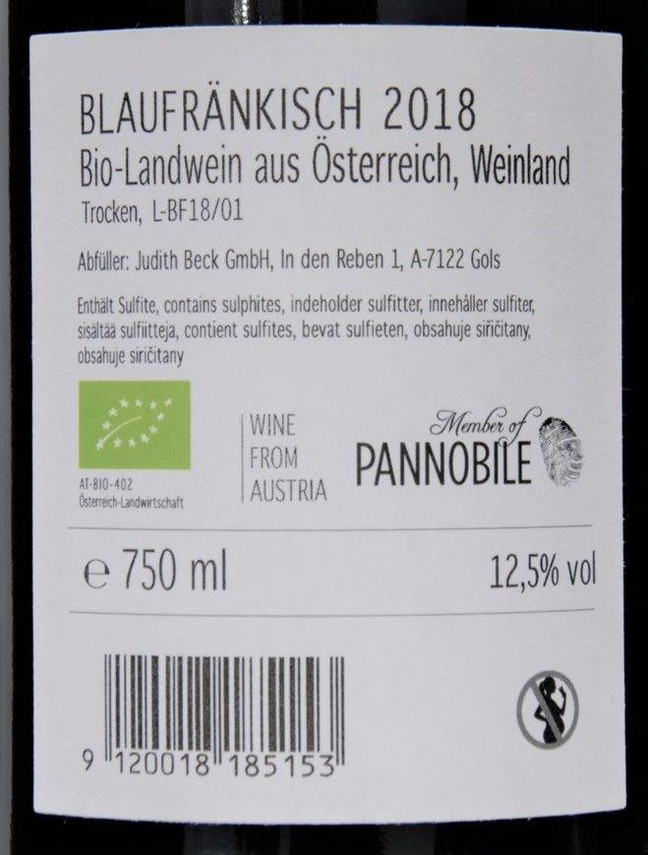 BLAUFRÄNKISCH 2018
Bio-Landwein aus Österreich, Weinland
Trocken, L-BF18/01
Abfüller: Judith Beck GmbH, In den Reben 1, A-7122 Gols
Enthält Sulfite, contains sulphites, indeholder sulfitter, innehåller sulfiter,
sisältää sulfiitteja, contient sulfites, bevat sulfieten, obsahuje siřičitany,
obsahuje siričitany
AT-BIO-402
Österreich-Landwirtschaft
WINE
FROM
AUSTRIA
Member of
PANNOBILE
e 750 ml
12,5% vol
9 120018 185153